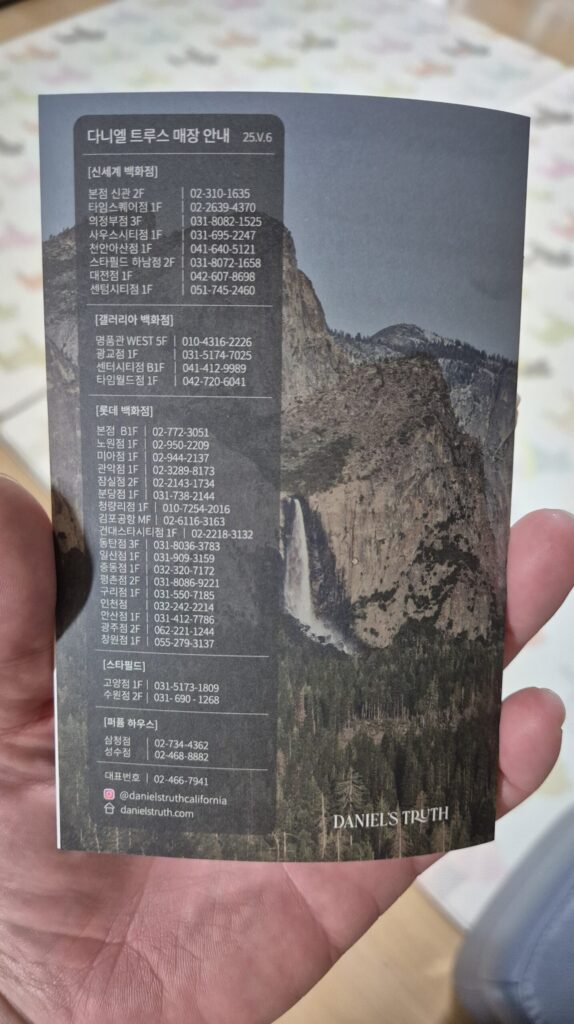 다니엘 트루스 매장 안내 25.V.6
[신세계 백화점]
본점 신관 2F | 02-310-1635
타임스퀘어점 1F | 02-2639-4370
의정부점 3F | 031-8082-1525
사우스시티점 1F | 031-695-2247
천안아산점 1F | 041-640-5121
스타필드 하남점 2F | 031-8072-1658
대전점 1F | 042-607-8698
센텀시티점 1F | 051-745-2460
[갤러리아 백화점]
명품관 WEST 5F | 010-4316-2226
광교점 1F | 031-5174-7025
센터시티점 B1F | 041-412-9989
타임월드점 1F | 042-720-6041
[롯데 백화점]
본점 B1F | 02-772-3051
노원점 1F | 02-950-2209
미아점 1F | 02-944-2137
관악점 1F | 02-3289-8173
잠실점 2F | 02-2143-1734
분당점 1F | 031-738-2144
청량리점 1F | 010-7254-2016
김포공항 MF | 02-6116-3163
건대스타시티점 1F | 02-2218-3132
동탄점 3F | 031-8036-3783
일산점 1F | 031-909-3159
중동점 1F | 032-320-7172
평촌점 2F | 031-8086-9221
구리점 1F | 031-550-7185
인천점 | 032-242-2214
안산점 1F | 031-412-7786
광주점 2F | 062-221-1244
창원점 1F | 055-279-3137
[스타필드]
고양점 1F | 031-5173-1809
수원점 2F | 031- 690 - 1268
[퍼퓸 하우스]
삼청점 | 02-734-4362
성수점 | 02-468-8882
대표번호 | 02-466-7941
@danielstruthcalifornia
danielstruth.com
DANIEL'S TRUTH